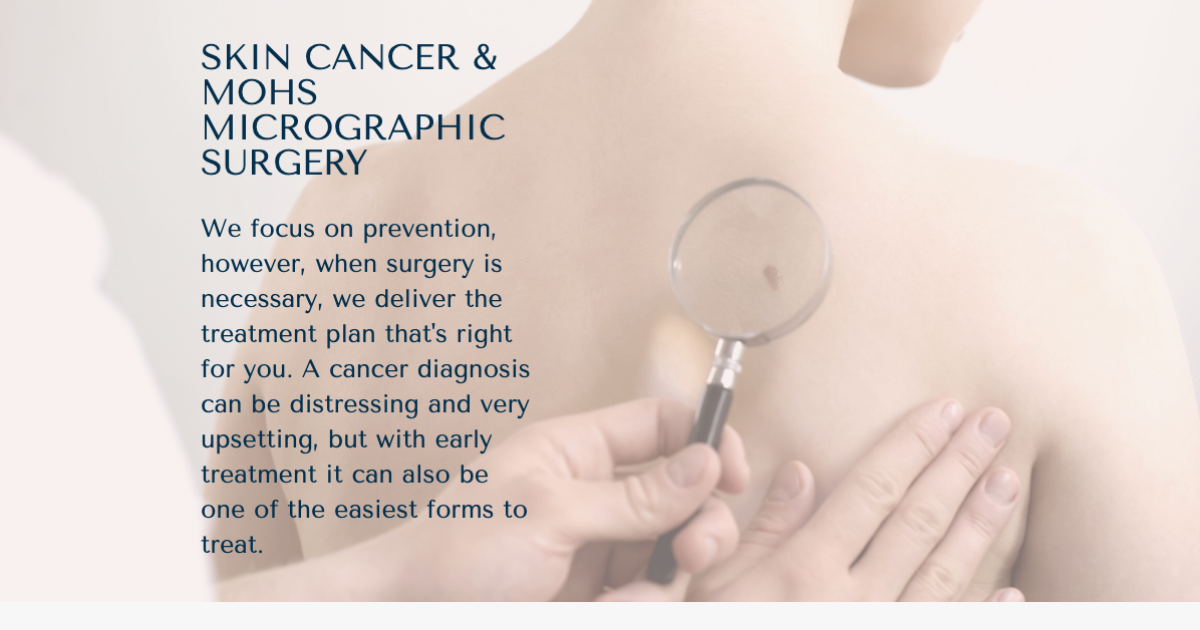 SKIN CANCER &
MOHS
MICROGRAPHIC
SURGERY
We focus on prevention,
however, when surgery is
necessary, we deliver the
treatment plan that's right
for you. A cancer diagnosis
can be distressing and very
upsetting, but with early
treatment it can also be
one of the easiest forms to
treat.